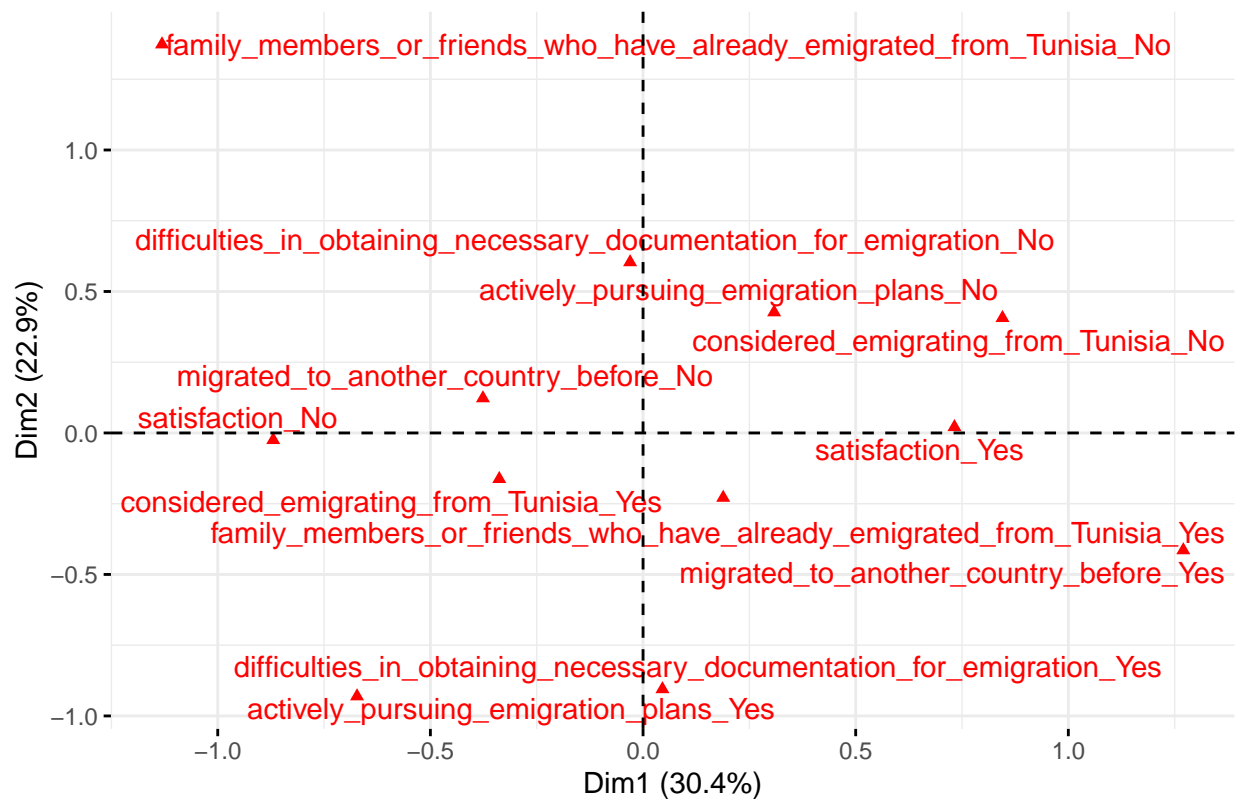 family_members_or_friends_who_have_already_emigrated_from_Tunisia_No
1.0
difficulties_in_obtaining_necessary_documentation_for_emigration_No
0.5
actively_pursuing_emigration_plans_No
considered_emigrating_from_Tunisia_No
migrated_to_another_country_before_No
satisfaction_No
0.0
satisfaction_Yes
considered_emigrating_from_Tunisia_Yes
family_members_or_friends_who_have_already_emigrated_from_Tunisia_Yes
−0.5
migrated_to_another_country_before_Yes
difficulties_in_obtaining_necessary_documentation_for_emigration_Yes
actively_pursuing_emigration_plans_Yes
−1.0
Dim2 (22.9%)
−1.0 −0.5 0.0 0.5 1.0
Dim1 (30.4%)